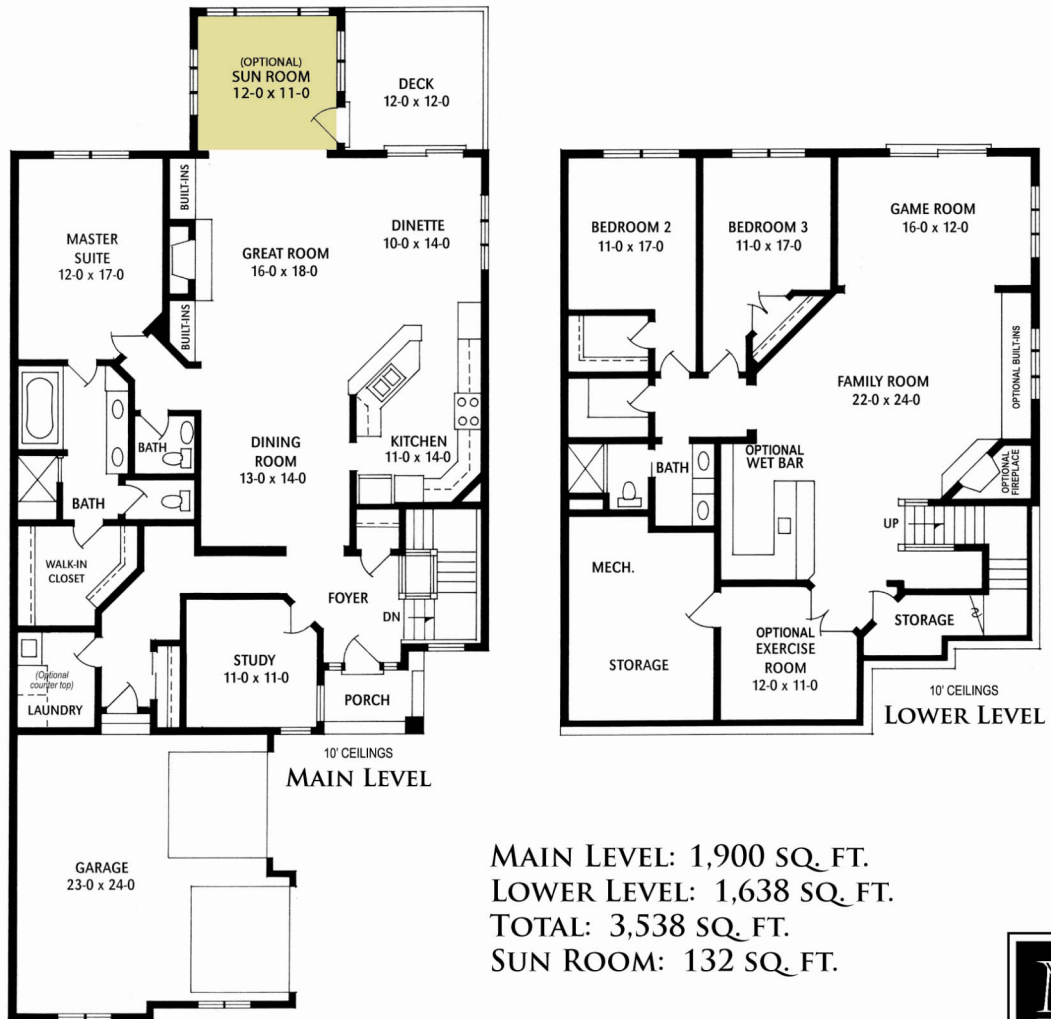 (OPTIONAL)
SUN ROOM
12-0 x 11-0
DECK
12-0 x 12-0
BUILT-INS
MASTER
SUITE
12-0 x 17-0
GREAT ROOM
16-0 x 18-0
DINETTE
10-0 x 14-0
BUILT-INS
BATH
DINING
ROOM
13-0 x 14-0
KITCHEN
11-0 x 14-0
BATH
WALK-IN
CLOSET
FOYER
DN
STUDY
11-0 x 11-0
(Optional
counter top)
LAUNDRY
PORCH
10' CEILINGS
MAIN LEVEL
GARAGE
23-0 x 24-0
BEDROOM 2
11-0 x 17-0
BEDROOM 3
11-0 x 17-0
GAME ROOM
16-0 x 12-0
FAMILY ROOM
22-0 x 24-0
OPTIONAL BUILT-INS
BATH
OPTIONAL
WET BAR
OPTIONAL
FIREPLACE
UP
MECH.
STORAGE
OPTIONAL
EXERCISE
ROOM
12-0 x 11-0
STORAGE
10' CEILINGS
LOWER LEVEL
MAIN LEVEL: 1,900 SQ. FT.
LOWER LEVEL: 1,638 SQ. FT.
TOTAL: 3,538 SQ. FT.
SUN ROOM: 132 SQ. FT.